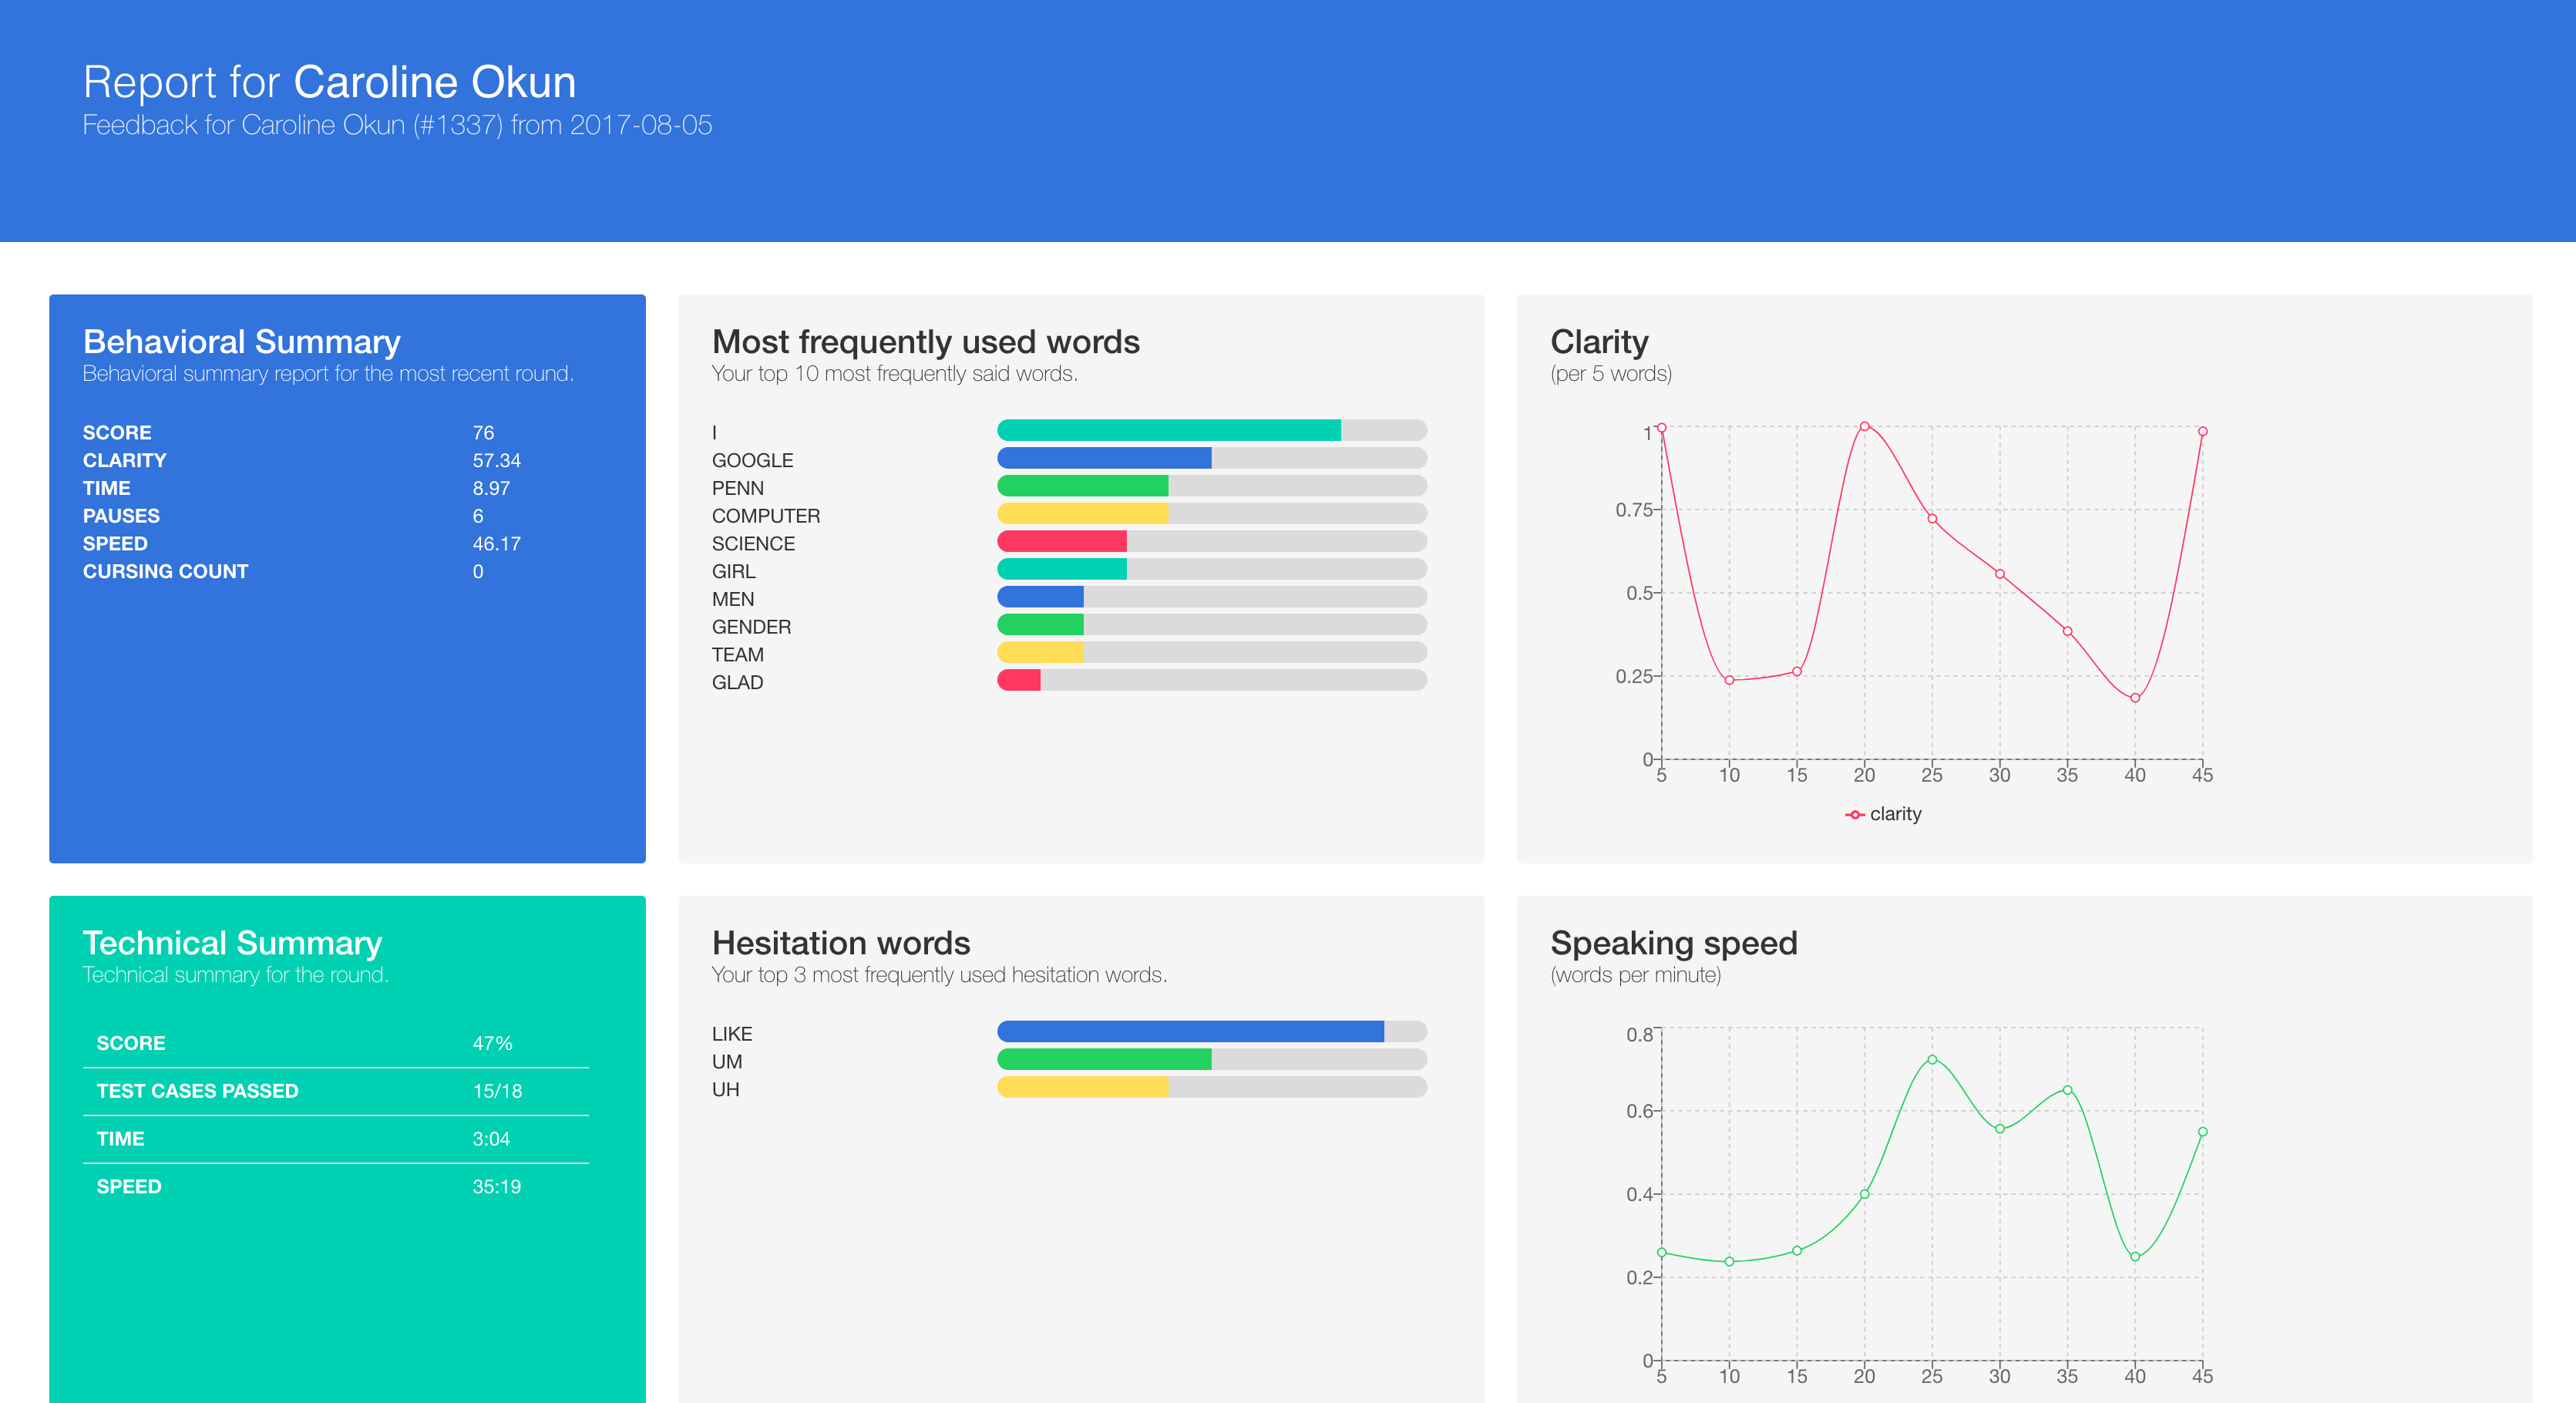 Report for Caroline Okun
Feedback for Caroline Okun (#1337) from 2017-08-05
Behavioral Summary
Behavioral summary report for the most recent round.
SCORE 76
CLARITY 57.34
TIME 8.97
PAUSES 6
SPEED 46.17
CURSING COUNT 0
Most frequently used words
Your top 10 most frequently said words.
I
GOOGLE
PENN
COMPUTER
SCIENCE
GIRL
MEN
GENDER
TEAM
GLAD
Clarity
(per 5 words)
1
0.75
0.5
0.25
0
5 10 15 20 25 30 35 40 45
clarity
Technical Summary
Technical summary for the round.
SCORE 47%
TEST CASES PASSED 15/18
TIME 3:04
SPEED 35:19
Hesitation words
Your top 3 most frequently used hesitation words.
LIKE
UM
UH
Speaking speed
(words per minute)
0.8
0.6
0.4
0.2
0
5 10 15 20 25 30 35 40 45